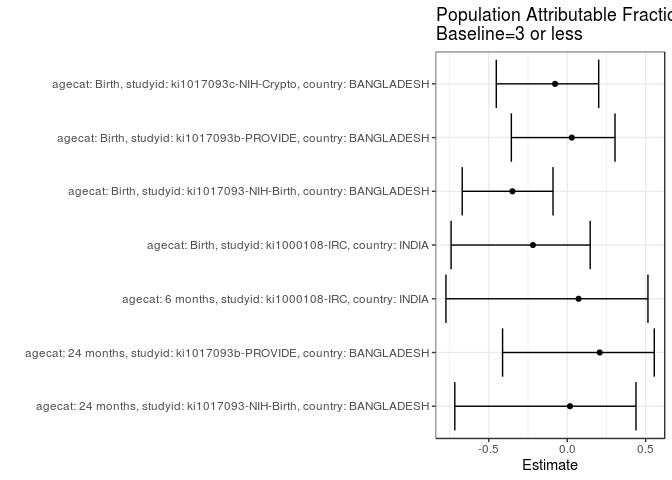 Population Attributable Fractio
Baseline=3 or less
agecat: Birth, studyid: ki1017093c-NIH-Crypto, country: BANGLADESH
agecat: Birth, studyid: ki1017093b-PROVIDE, country: BANGLADESH
agecat: Birth, studyid: ki1017093-NIH-Birth, country: BANGLADESH
agecat: Birth, studyid: ki1000108-IRC, country: INDIA
agecat: 6 months, studyid: ki1000108-IRC, country: INDIA
agecat: 24 months, studyid: ki1017093b-PROVIDE, country: BANGLADESH
agecat: 24 months, studyid: ki1017093-NIH-Birth, country: BANGLADESH
-0.5 0.0 0.5
Estimate